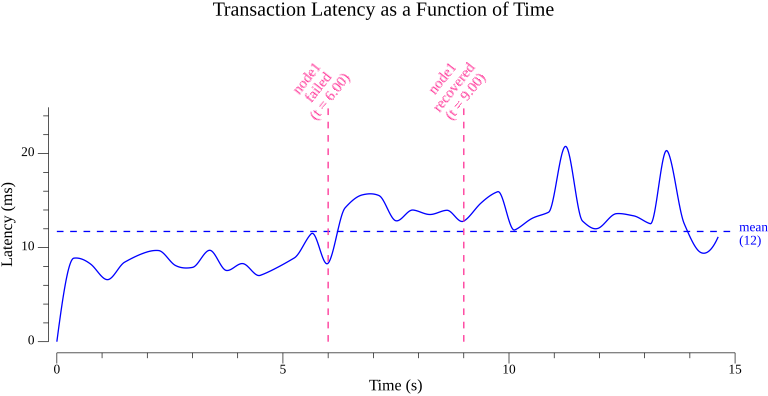 Transaction Latency as a Function of Time
node1
failed
(t = 6.00)
node1
recovered
(t = 9.00)
20
10
0
Latency (ms)
mean
(12)
0
5
10
15
Time (s)